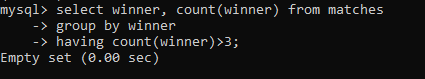 mysql> select winner, count(winner) from matches
    -> group by winner
    -> having count(winner)>3;
Empty set (0.00 sec)